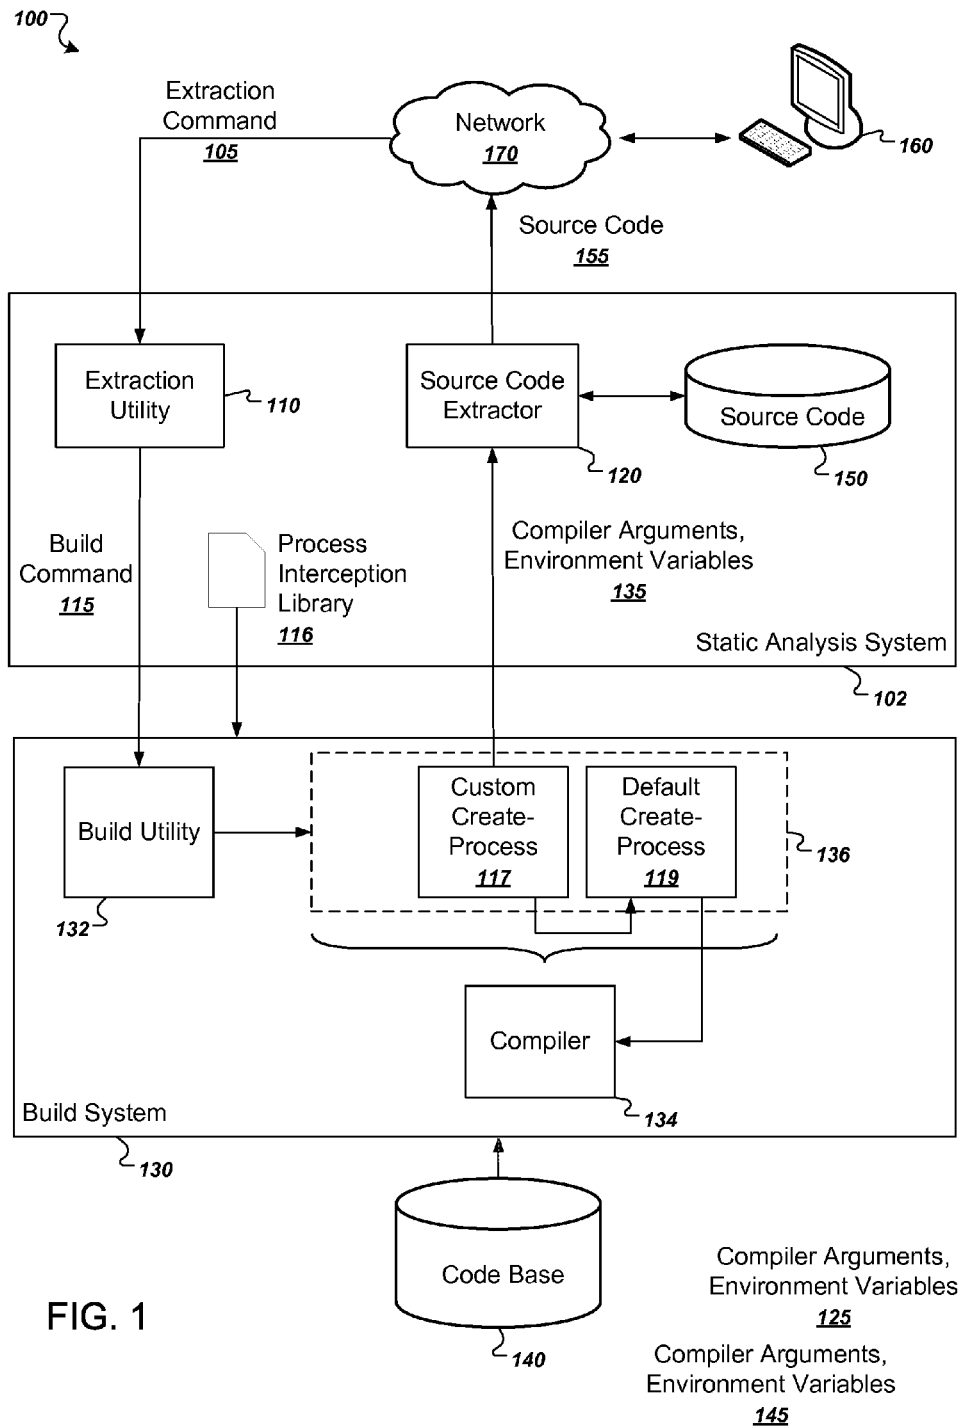 100
Extraction
Command
105
Network
170
160
Source Code
155
Extraction
Utility
110
Source Code
Extractor
120
Source Code
150
Build
Command
115
Process
Interception
Library
116
Compiler Arguments,
Environment Variables
135
Static Analysis System
102
Build Utility
132
Custom
Create-
Process
117
Default
Create-
Process
119
136
Compiler
134
Build System
130
Code Base
140
FIG. 1
Compiler Arguments,
Environment Variables
125
Compiler Arguments,
Environment Variables
145